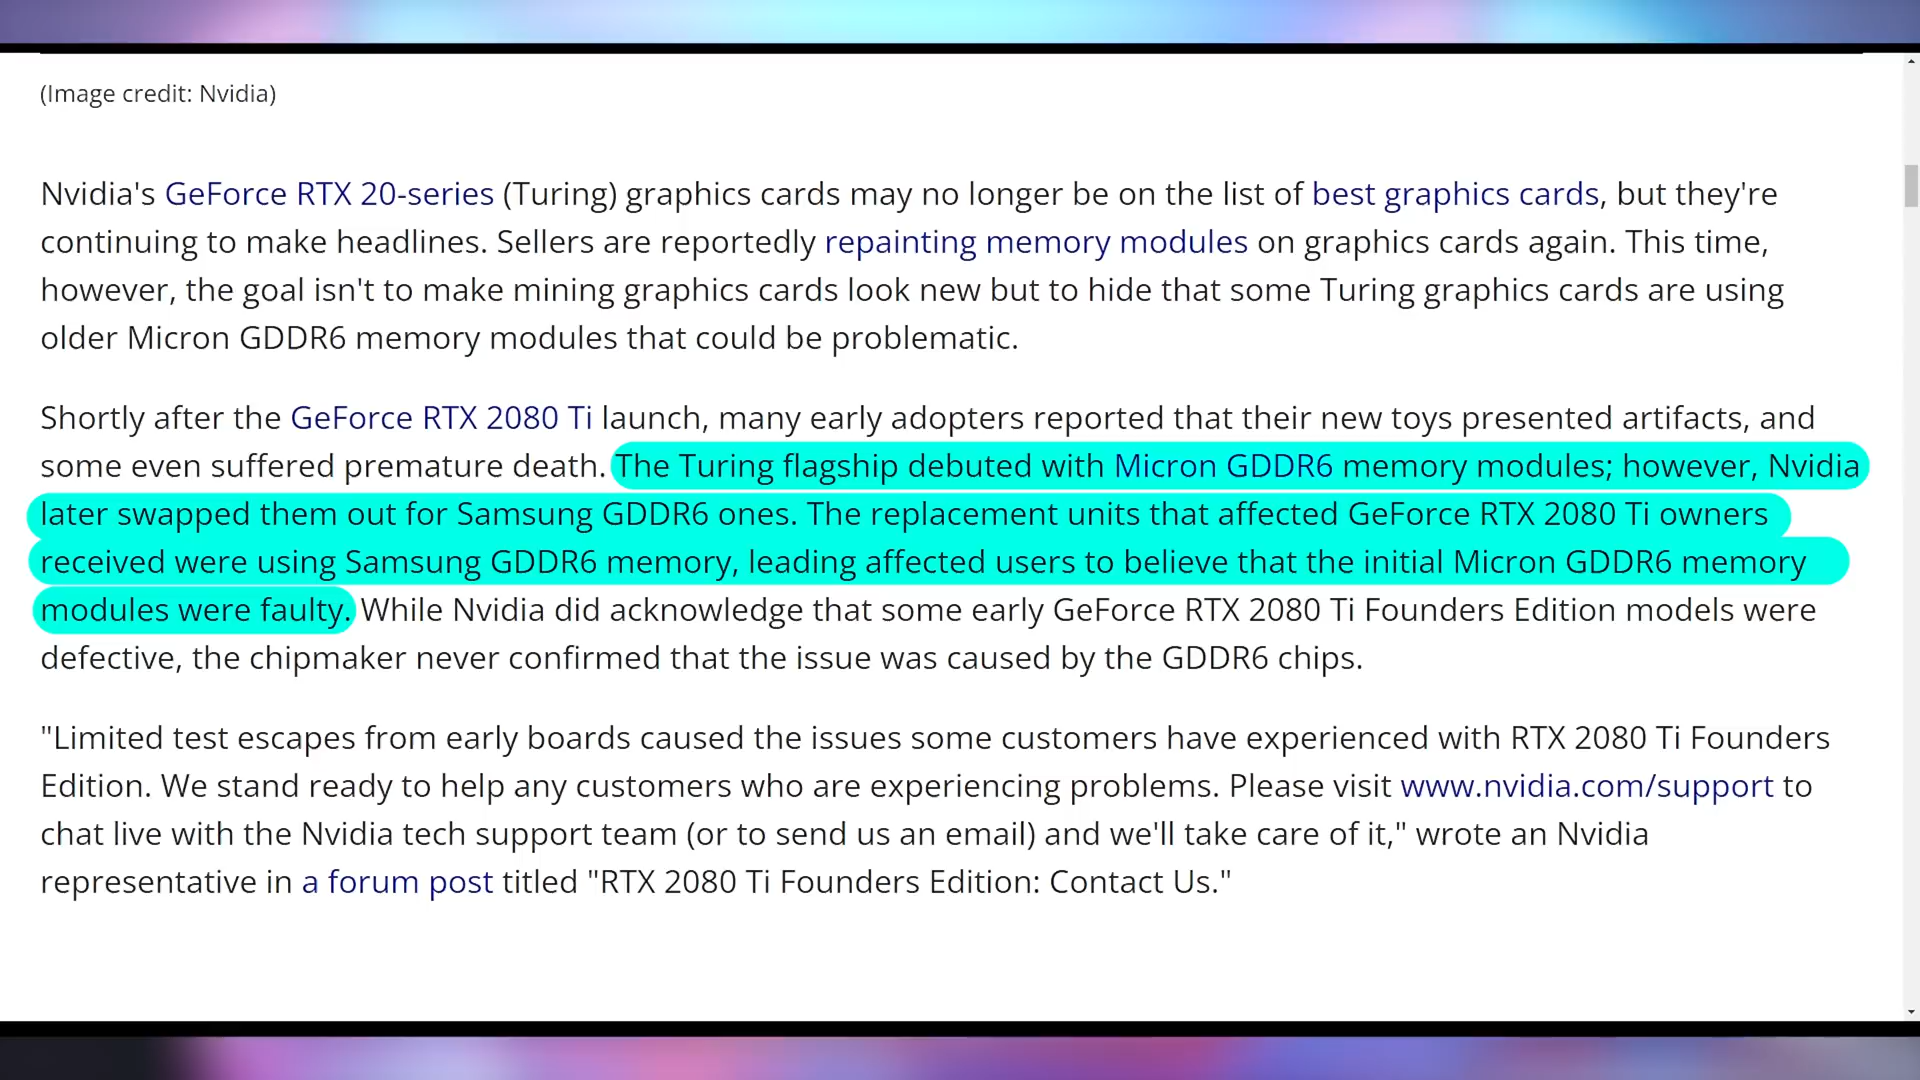 (Image credit: Nvidia)
Nvidia's GeForce RTX 20-series (Turing) graphics cards may no longer be on the list of best graphics cards, but they're
continuing to make headlines. Sellers are reportedly repainting memory modules on graphics cards again. This time,
however, the goal isn't to make mining graphics cards look new but to hide that some Turing graphics cards are using
older Micron GDDR6 memory modules that could be problematic.
Shortly after the GeForce RTX 2080 Ti launch, many early adopters reported that their new toys presented artifacts, and
some even suffered premature death. The Turing flagship debuted with Micron GDDR6 memory modules; however, Nvidia
later swapped them out for Samsung GDDR6 ones. The replacement units that affected GeForce RTX 2080 Ti owners
received were using Samsung GDDR6 memory, leading affected users to believe that the initial Micron GDDR6 memory
modules were faulty. While Nvidia did acknowledge that some early GeForce RTX 2080 Ti Founders Edition models were
defective, the chipmaker never confirmed that the issue was caused by the GDDR6 chips.
"Limited test escapes from early boards caused the issues some customers have experienced with RTX 2080 Ti Founders
Edition. We stand ready to help any customers who are experiencing problems. Please visit www.nvidia.com/support to
chat live with the Nvidia tech support team (or to send us an email) and we'll take care of it," wrote an Nvidia
representative in a forum post titled "RTX 2080 Ti Founders Edition: Contact Us."